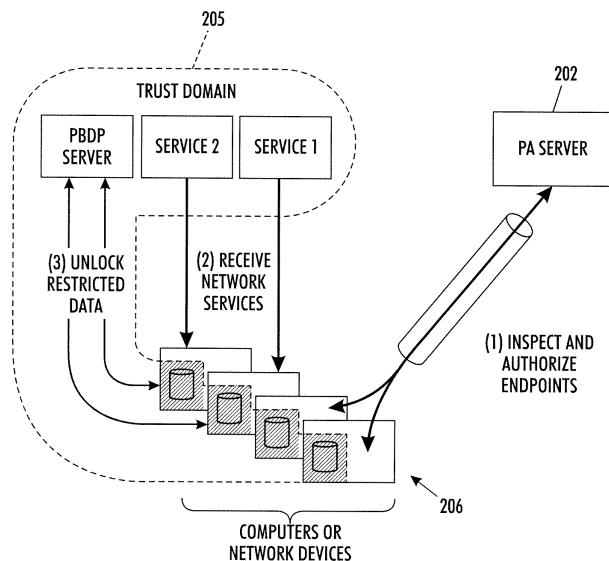 205
TRUST DOMAIN
202
PBDP
SERVER
SERVICE 2
SERVICE 1
PA SERVER
(3) UNLOCK
RESTRICTED
DATA
(2) RECEIVE
NETWORK
SERVICES
(1) INSPECT AND
AUTHORIZE
ENDPOINTS
206
COMPUTERS OR
NETWORK DEVICES